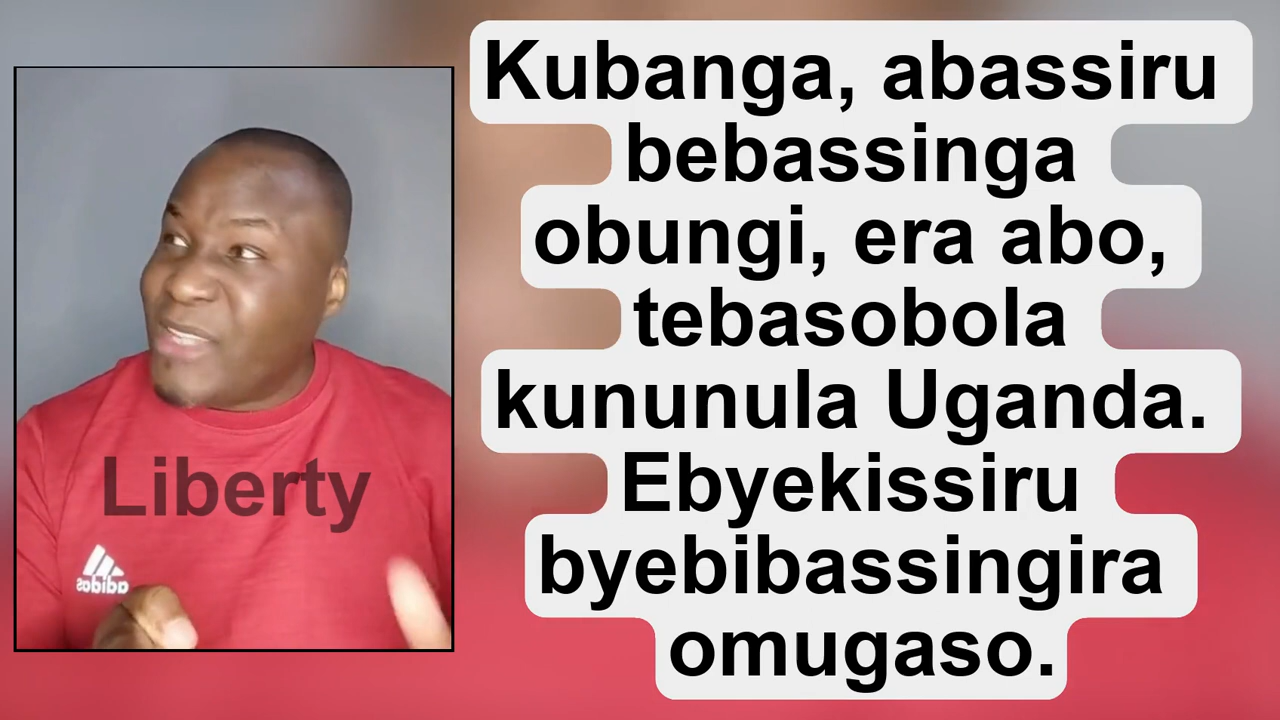 Kubanga, abassiru
bebassinga
obungi, era abo,
tebasobola
kununula Uganda.
Ebyekissiru
byebibassingira
omugaso.
Liberty
adidas